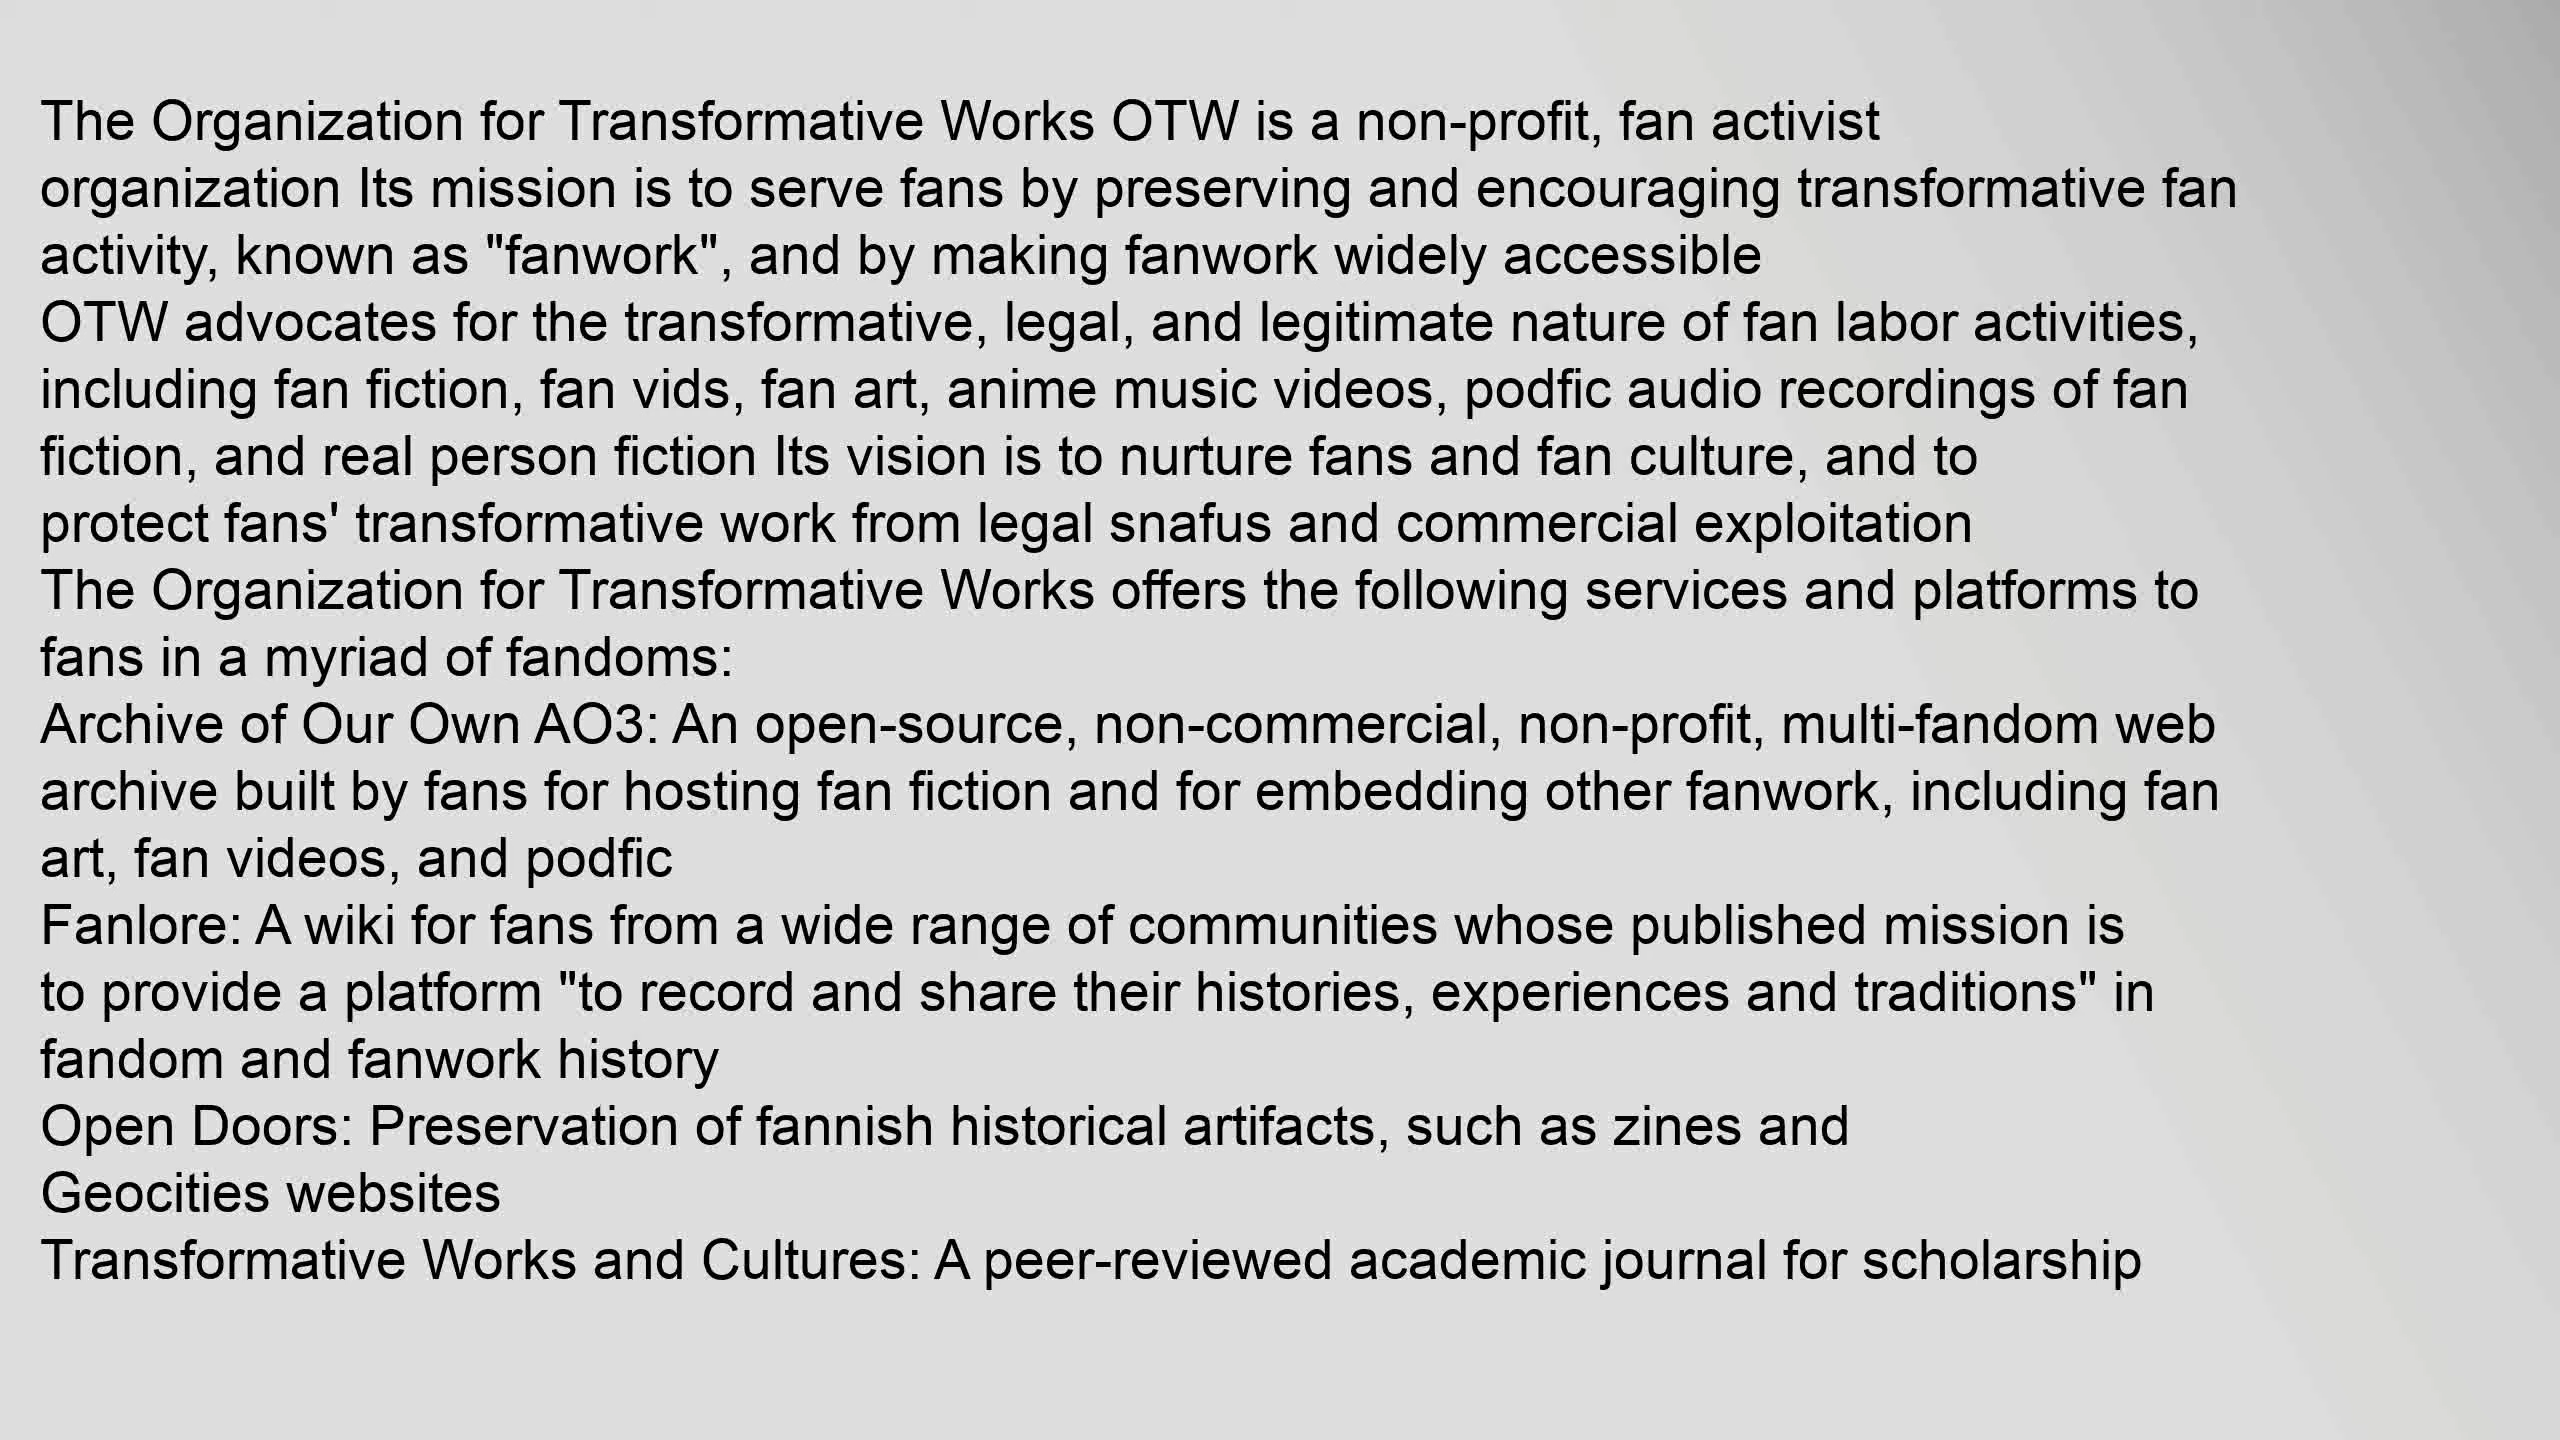 The Organization for Transformative Works OTW is a non-profit, fan activist
organization Its mission is to serve fans by preserving and encouraging transformative fan
activity, known as "fanwork", and by making fanwork widely accessible
OTW advocates for the transformative, legal, and legitimate nature of fan labor activities,
including fan fiction, fan vids, fan art, anime music videos, podfic audio recordings of fan
fiction, and real person fiction Its vision is to nurture fans and fan culture, and to
protect fans' transformative work from legal snafus and commercial exploitation
The Organization for Transformative Works offers the following services and platforms to
fans in a myriad of fandoms:
Archive of Our Own AO3: An open-source, non-commercial, non-profit, multi-fandom web
archive built by fans for hosting fan fiction and for embedding other fanwork, including fan
art, fan videos, and podfic
Fanlore: A wiki for fans from a wide range of communities whose published mission is
to provide a platform "to record and share their histories, experiences and traditions" in
fandom and fanwork history
Open Doors: Preservation of fannish historical artifacts, such as zines and
Geocities websites
Transformative Works and Cultures: A peer-reviewed academic journal for scholarship